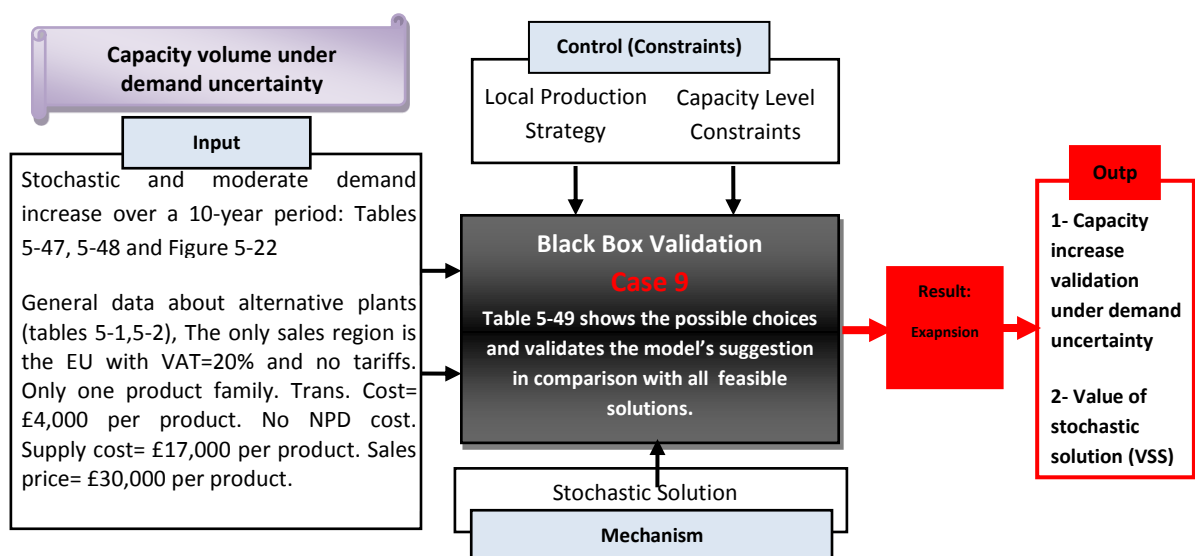 Capacity volume under
demand uncertainty
Input
Stochastic and moderate demand
increase over a 10-year period: Tables
5-47, 5-48 and Figure 5-22
General data about alternative plants
(tables 5-1,5-2), The only sales region is
the EU with VAT=20% and no tariffs.
Only one product family. Trans. Cost=
£4,000 per product. No NPD cost.
Supply cost= £17,000 per product. Sales
price= £30,000 per product.
Control (Constraints)
Local Production
Strategy
Capacity Level
Constraints
Black Box Validation
Case 9
Table 5-49 shows the possible choices
and validates the model's suggestion
in comparison with all feasible
solutions.
Stochastic Solution
Mechanism
Result:
Exapnsion
Outp
1- Capacity
increase
validation
under demand
uncertainty
2- Value of
stochastic
solution (VSS)